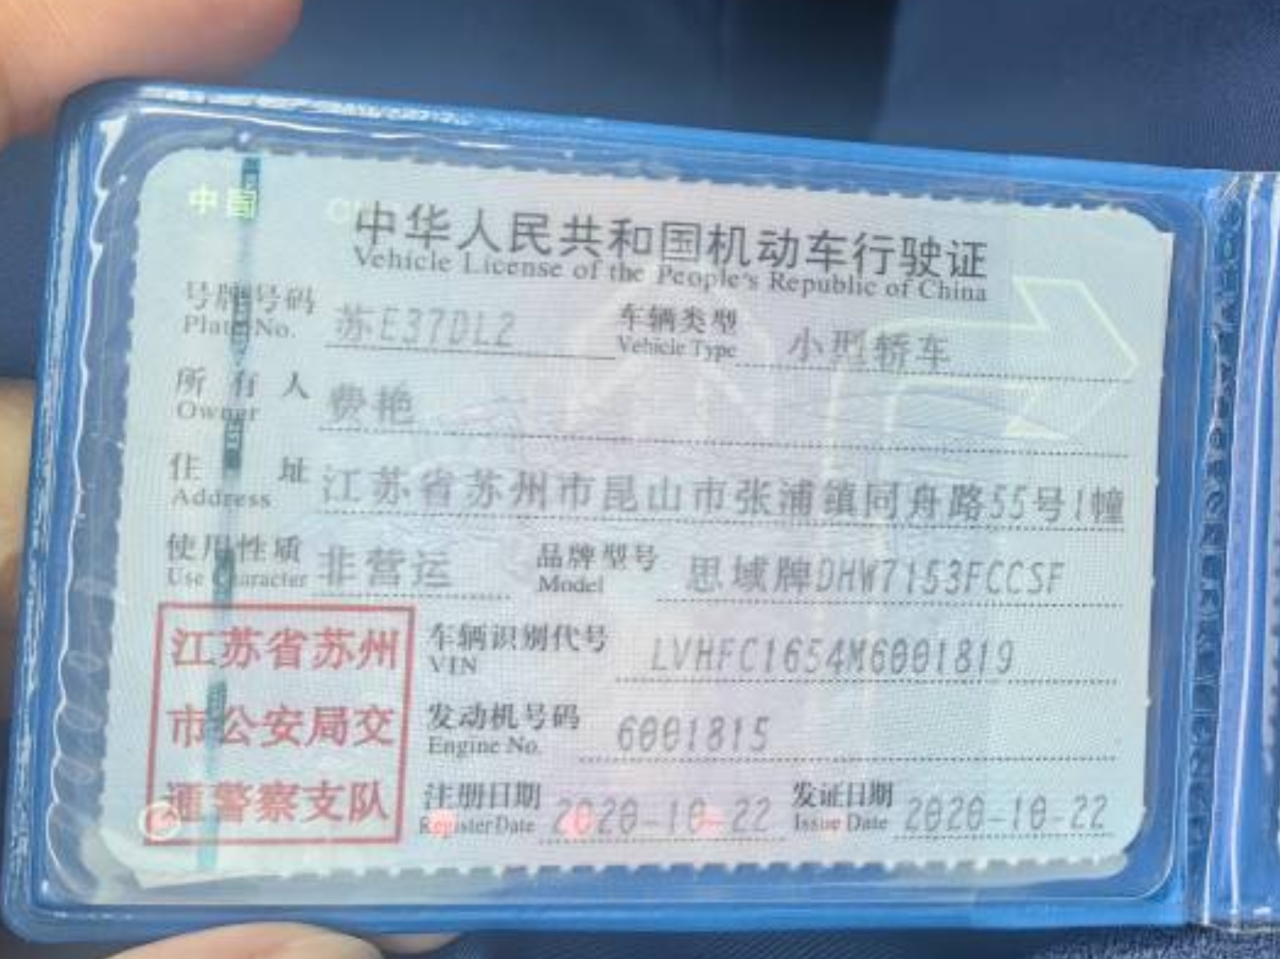 中国
中华人民共和国机动车行驶证
Vehicle License of the People's Republic of China
号牌号码 苏E37DL2 车辆类型 小型轿车
Plate No. Vehicle Type
所有人 费艳
Owner
住址 江苏省苏州市昆山市张浦镇同舟路55号1幢
Address
使用性质 非营运 品牌型号 思域牌DHW7153FCCSF
Use Character Model
江苏省苏州
市公安局交
通警察支队
车辆识别代号 LVHFC1654M6001819
VIN
发动机号码 6001815
Engine No.
注册日期 2020-10-22 发证日期 2020-10-22
Register Date Issue Date